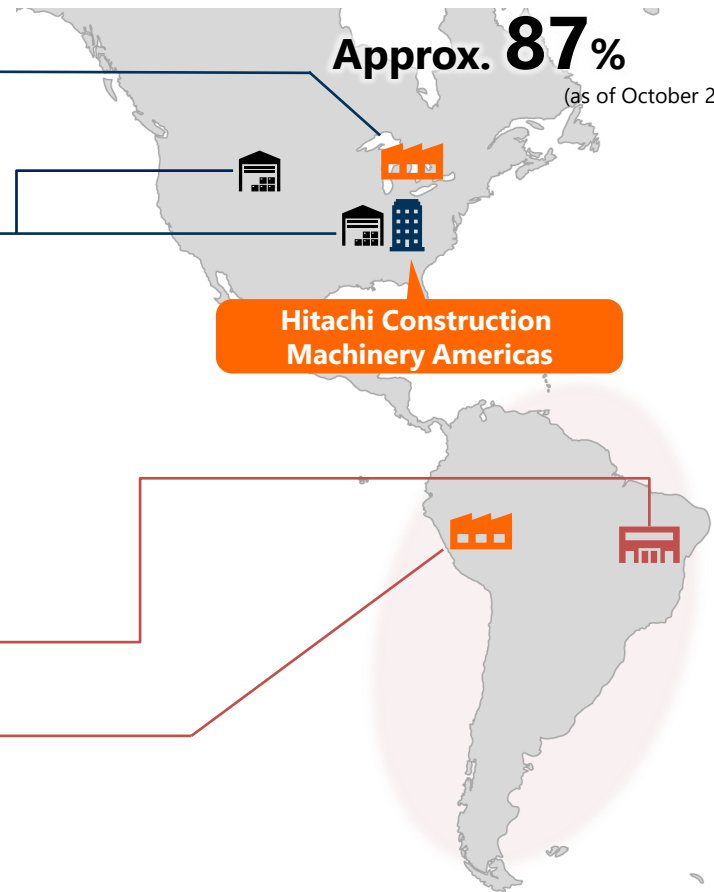 Approx. 87%
(as of October 2
Hitachi Construction
Machinery Americas